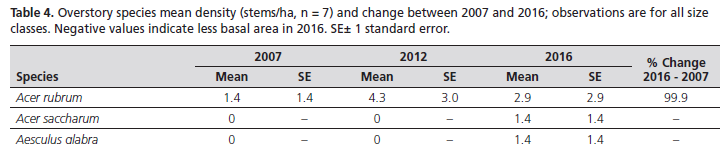 Table 4. Overstory species mean density (stems/ha, n = 7) and change between 2007 and 2016; observations are for all size
classes. Negative values indicate less basal area in 2016. SE± 1 standard error.
2007 2012 2016 % Change
Species Mean SE Mean SE Mean SE 2016 - 2007
Acer rubrum 1.4 1.4 4.3 3.0 2.9 2.9 99.9
Acer saccharum 0 – 0 – 1.4 1.4 –
Aesculus glabra 0 – 0 – 1.4 1.4 –